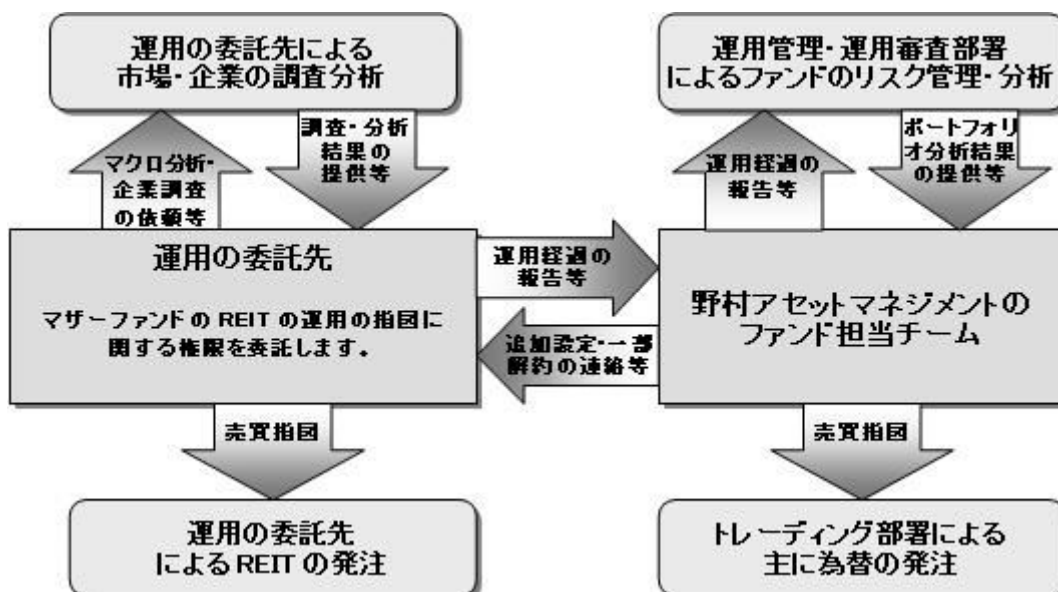 運用の委託先による
市場・企業の調査分析
運用管理・運用審査部署
によるファンドのリスク管理・分析
マクロ分析・
企業調査
の依頼等
調査・分析
結果の
提供等
運用経過の
報告等
ポートフォリ
オ分析結果
の提供等
運用の委託先
マザーファンドのREITの運用の指図に
関する権限を委託します。
運用経過の
報告等
追加設定・一部
解約の連絡等
野村アセットマネジメントの
ファンド担当チーム
売買指図
売買指図
運用の委託先
によるREITの発注
トレーディング部署による
主に為替の発注